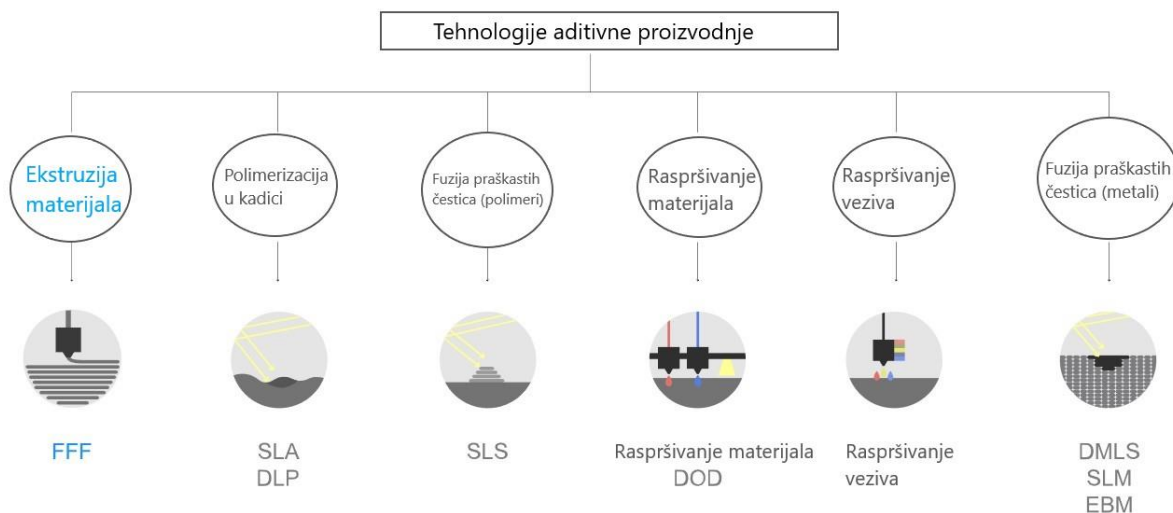 Tehnologije aditivne proizvodnje
Ekstruzija
materijala
Polimerizacija
u kadici
Fuzija praškastih
čestica (polimeri)
Raspršivanje
materijala
Raspršivanje
veziva
Fuzija praškastih
čestica (metali)
FFF
SLA
DLP
SLS
Raspršivanje materijala
DOD
Raspršivanje
veziva
DMLS
SLM
EBM